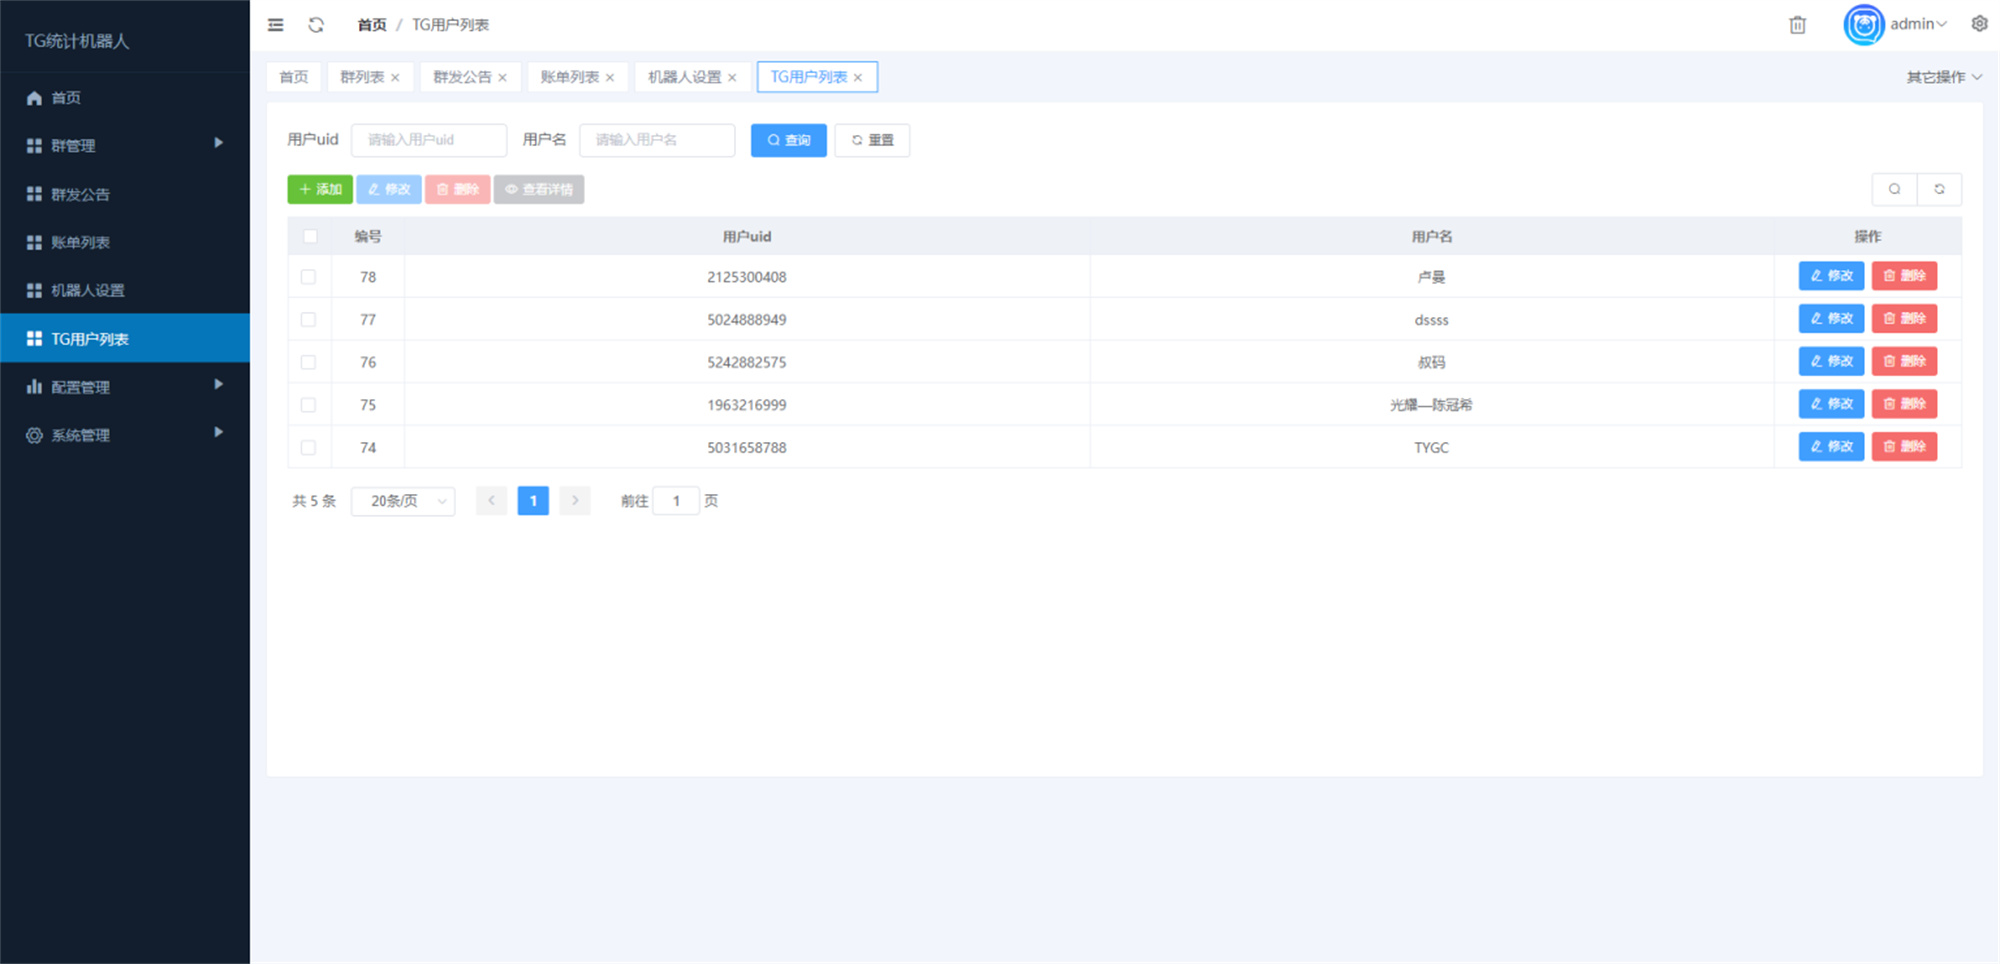 TG统计机器人
首页
群管理
群发公告
账单列表
机器人设置
TG用户列表
配置管理
系统管理
首页 / TG用户列表
admin
首页 群列表 × 群发公告 × 账单列表 × 机器人设置 × TG用户列表 × 其它操作
用户uid 请输入用户uid 用户名 请输入用户名 查询 重置
+ 添加 修改 删除 查看详情
编号 用户uid 用户名 操作
78 2125300408 卢曼 修改 删除
77 5024888949 dssss 修改 删除
76 5242882575 叔码 修改 删除
75 1963216999 光耀—陈冠希 修改 删除
74 5031658788 TYGC 修改 删除
共 5 条 20条/页 < 1 > 前往 1 页